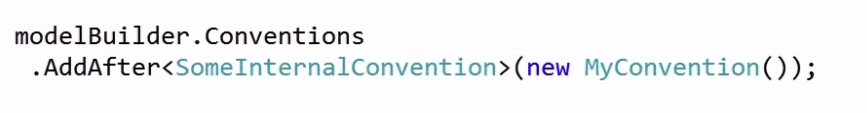 modelBuilder.Conventions
.AddAfter<SomeInternalConvention>(new MyConvention());